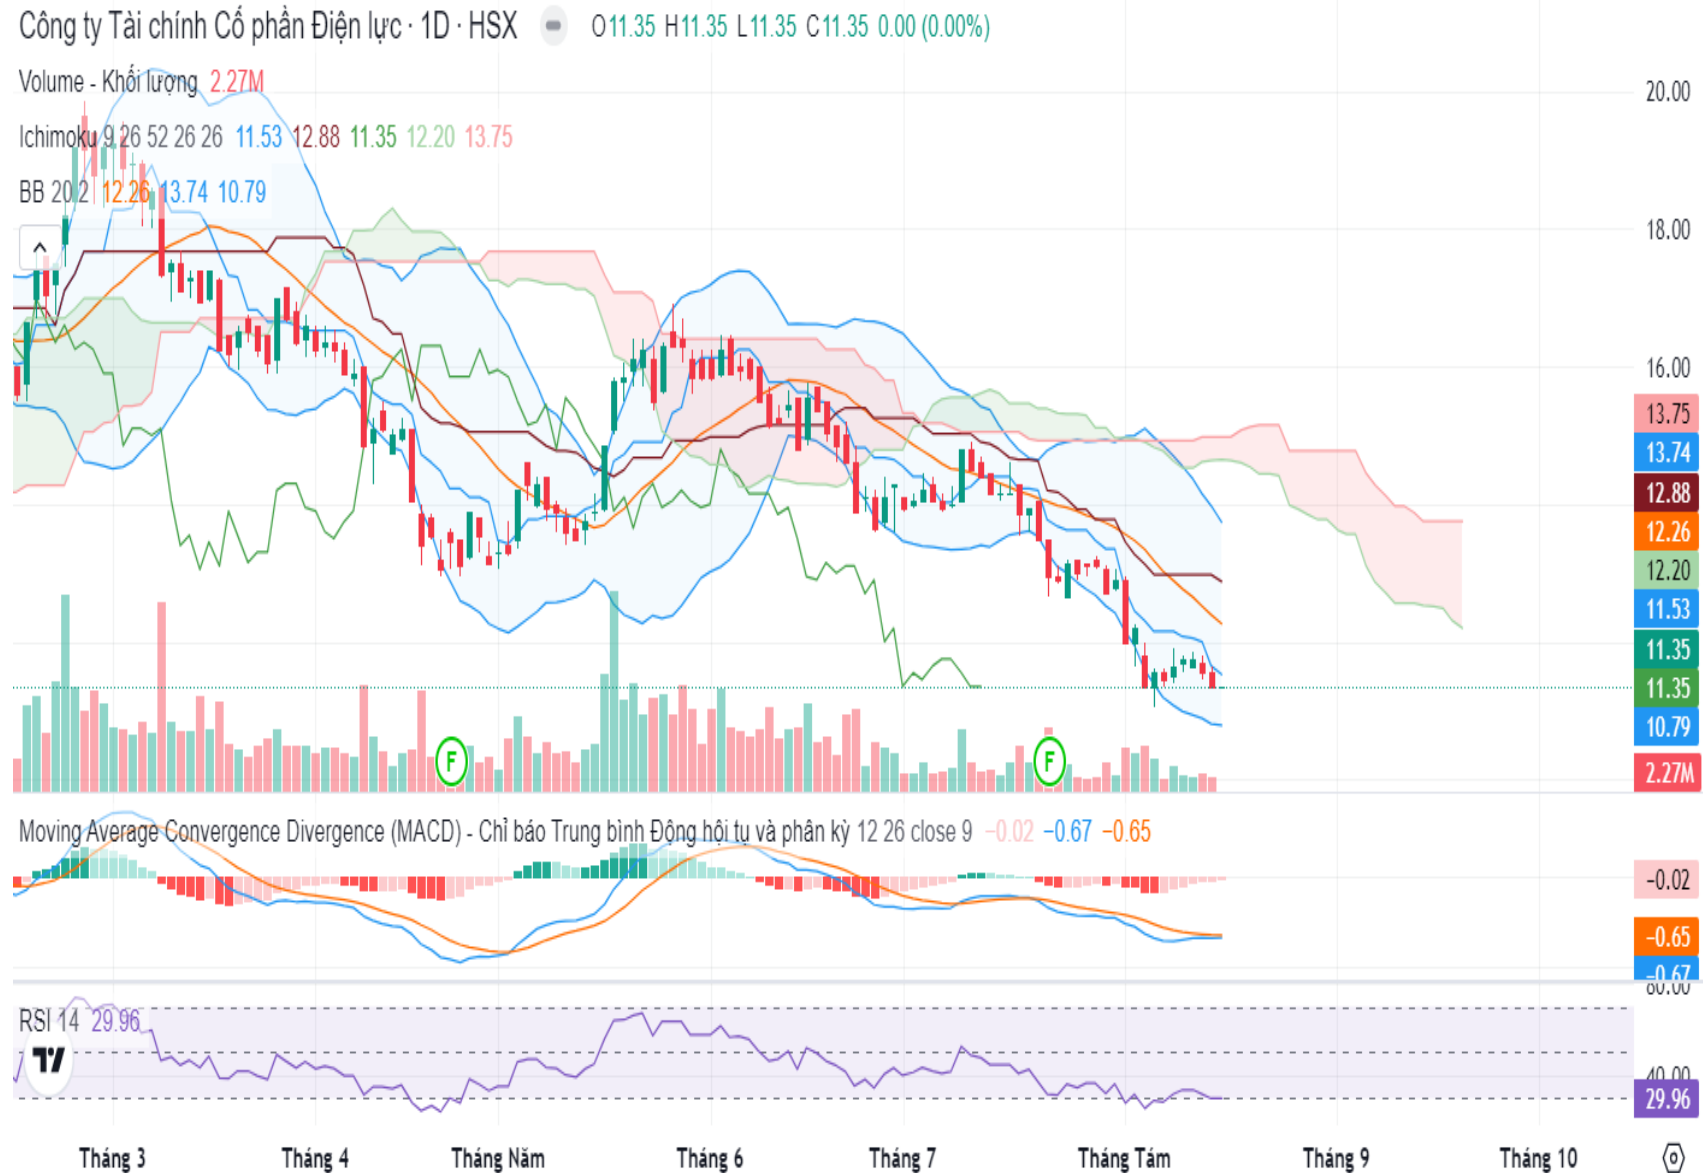 Công ty Tài chính Cổ phần Điện lực · 1D · HSX O11.35 H11.35 L11.35 C11.35 0.00 (0.00%)
Volume - Khối lượng 2.27M
Ichimoku 9 26 52 26 26 11.53 12.88 11.35 12.20 13.75
BB 20 2 12.26 13.74 10.79
20.00
18.00
16.00
13.75
13.74
12.88
12.26
12.20
11.53
11.35
11.35
10.79
2.27M
F
F
Moving Average Convergence Divergence (MACD) - Chỉ báo Trung bình Động hội tụ và phân kỳ 12 26 close 9 −0.02 −0.67 −0.65
−0.02
−0.65
−0.67
60.00
RSI 14 29.96
40.00
29.96
Tháng 3 Tháng 4 Tháng Năm Tháng 6 Tháng 7 Tháng Tám Tháng 9 Tháng 10